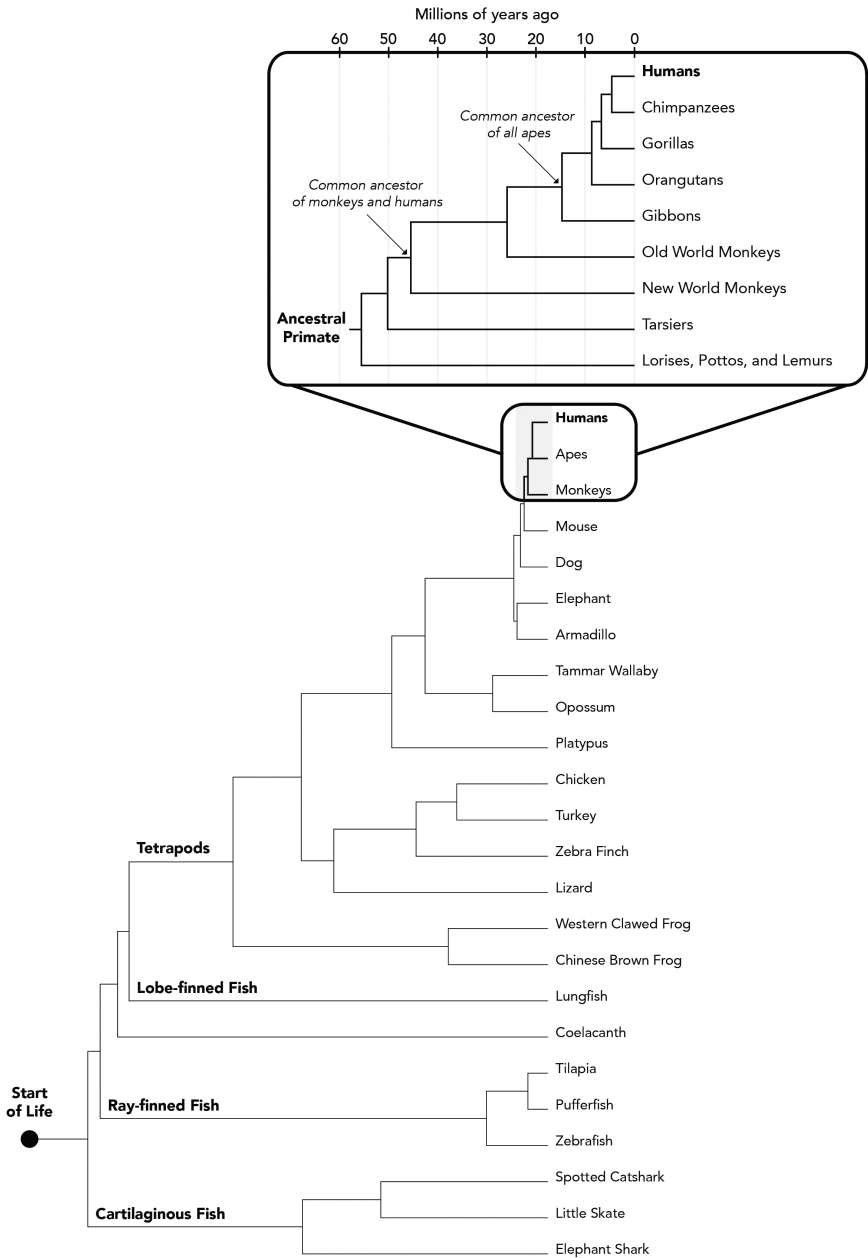 Millions of years ago
60 50 40 30 20 10 0
Humans
Chimpanzees
Common ancestor
of all apes
Gorillas
Orangutans
Common ancestor
of monkeys and humans
Gibbons
Old World Monkeys
New World Monkeys
Ancestral
Primate
Tarsiers
Lorises, Pottos, and Lemurs
Humans
Apes
Monkeys
Mouse
Dog
Elephant
Armadillo
Tammar Wallaby
Opossum
Platypus
Chicken
Turkey
Tetrapods
Zebra Finch
Lizard
Western Clawed Frog
Chinese Brown Frog
Lobe-finned Fish
Lungfish
Coelacanth
Tilapia
Start
of Life
Ray-finned Fish
Pufferfish
Zebrafish
Spotted Catshark
Cartilaginous Fish
Little Skate
Elephant Shark